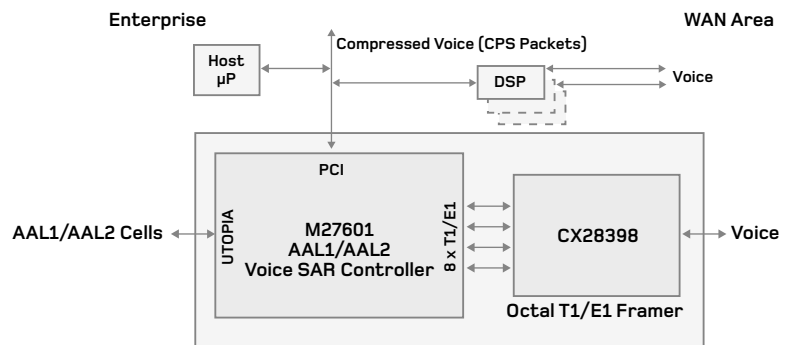 Enterprise
WAN Area
Compressed Voice (CPS Packets)
Host
µP
DSP
Voice
PCI
UTOPIA
M27601
AAL1/AAL2
Voice SAR Controller
8 x T1/E1
CX28398
AAL1/AAL2 Cells
Voice
Octal T1/E1 Framer